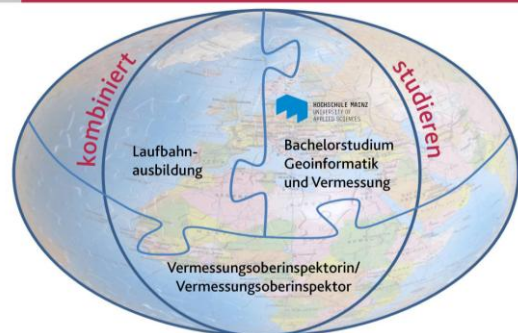 kombiniert
studieren
HOCHSCHULE MAINZ
UNIVERSITY OF
APPLIED SCIENCES
Laufbahn-
ausbildung
Bachelorstudium
Geoinformatik
und Vermessung
Vermessungsoberinspektorin/
Vermessungsoberinspektor